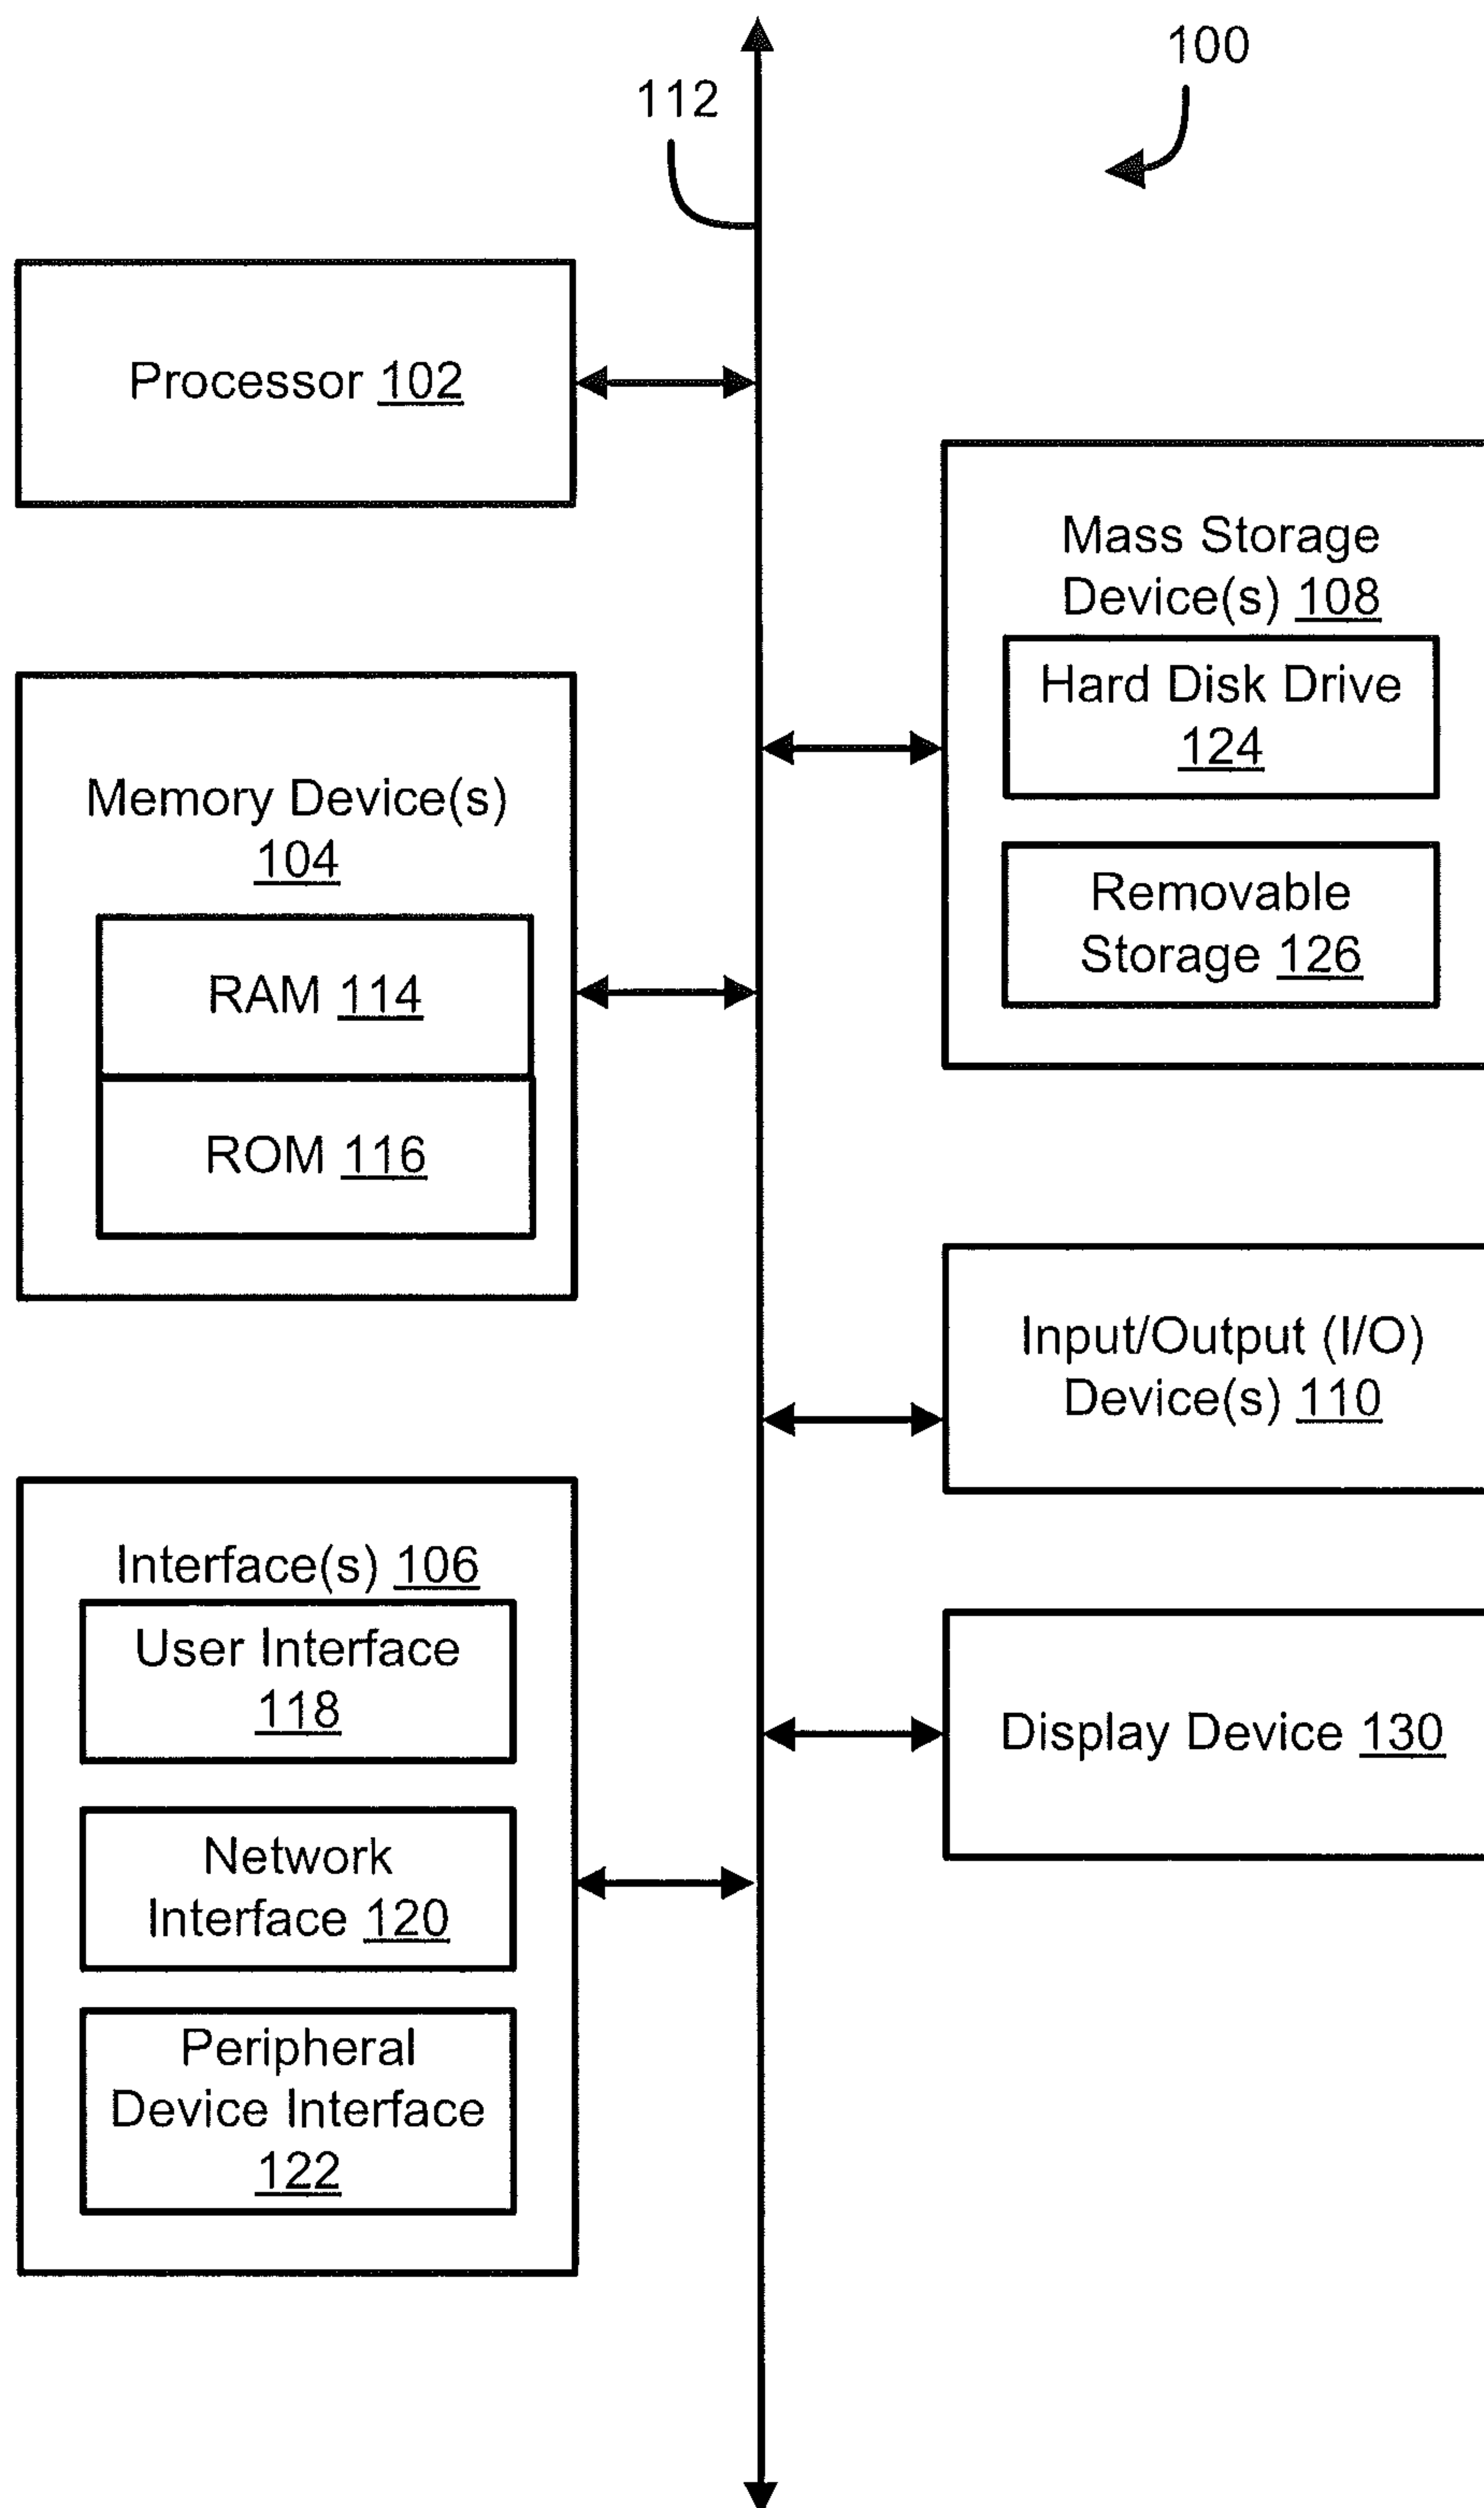 100
112
Processor 102
Mass Storage
Device(s) 108
Hard Disk Drive
124
Removable
Storage 126
Memory Device(s)
104
RAM 114
ROM 116
Input/Output (I/O)
Device(s) 110
Interface(s) 106
User Interface
118
Network
Interface 120
Peripheral
Device Interface
122
Display Device 130